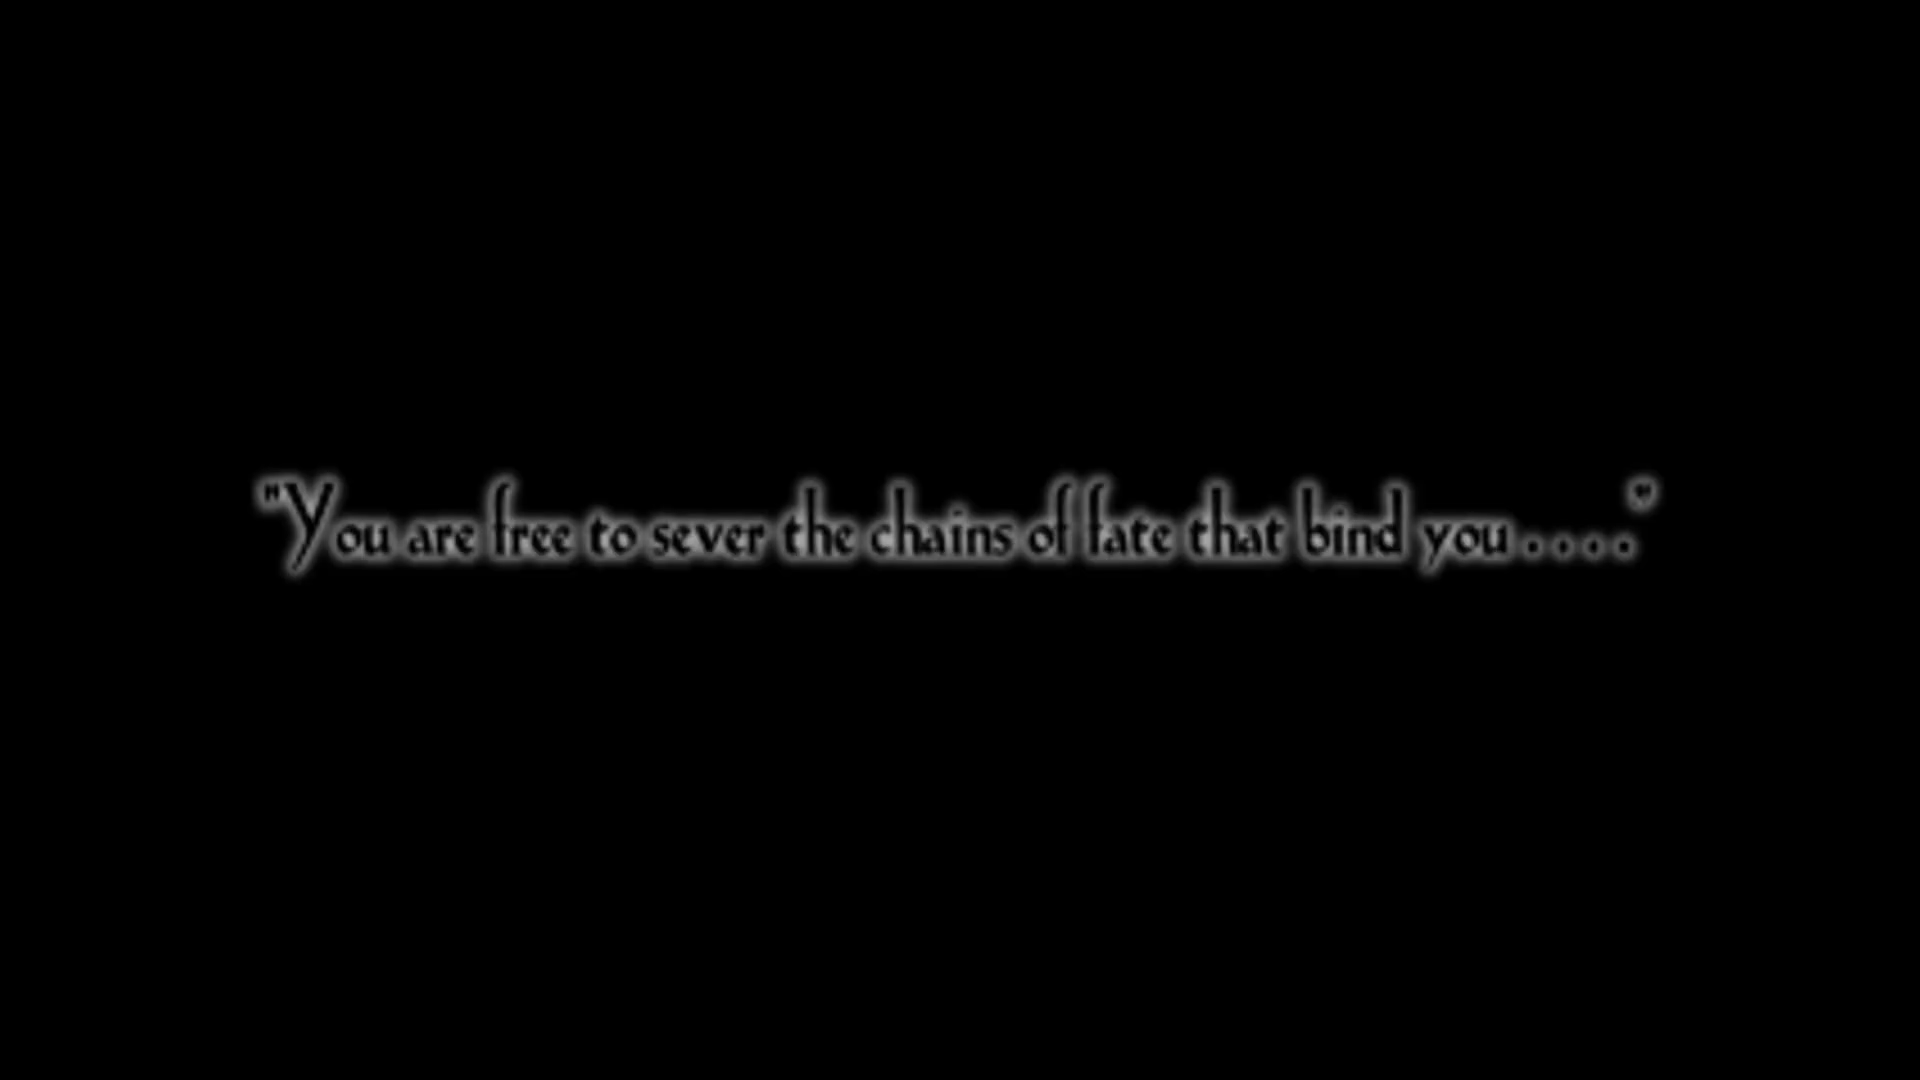 "You are free to sever the chains of fate that bind you . . . ."